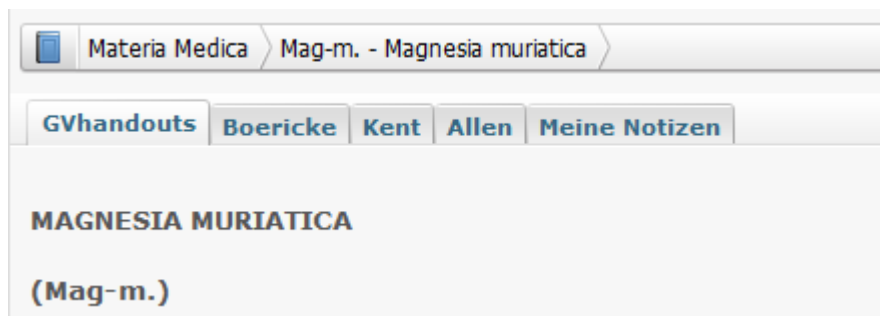 Materia Medica Mag-m. - Magnesia muriatica
GVhandouts Boericke Kent Allen Meine Notizen
MAGNESIA MURIATICA
(Mag-m.)